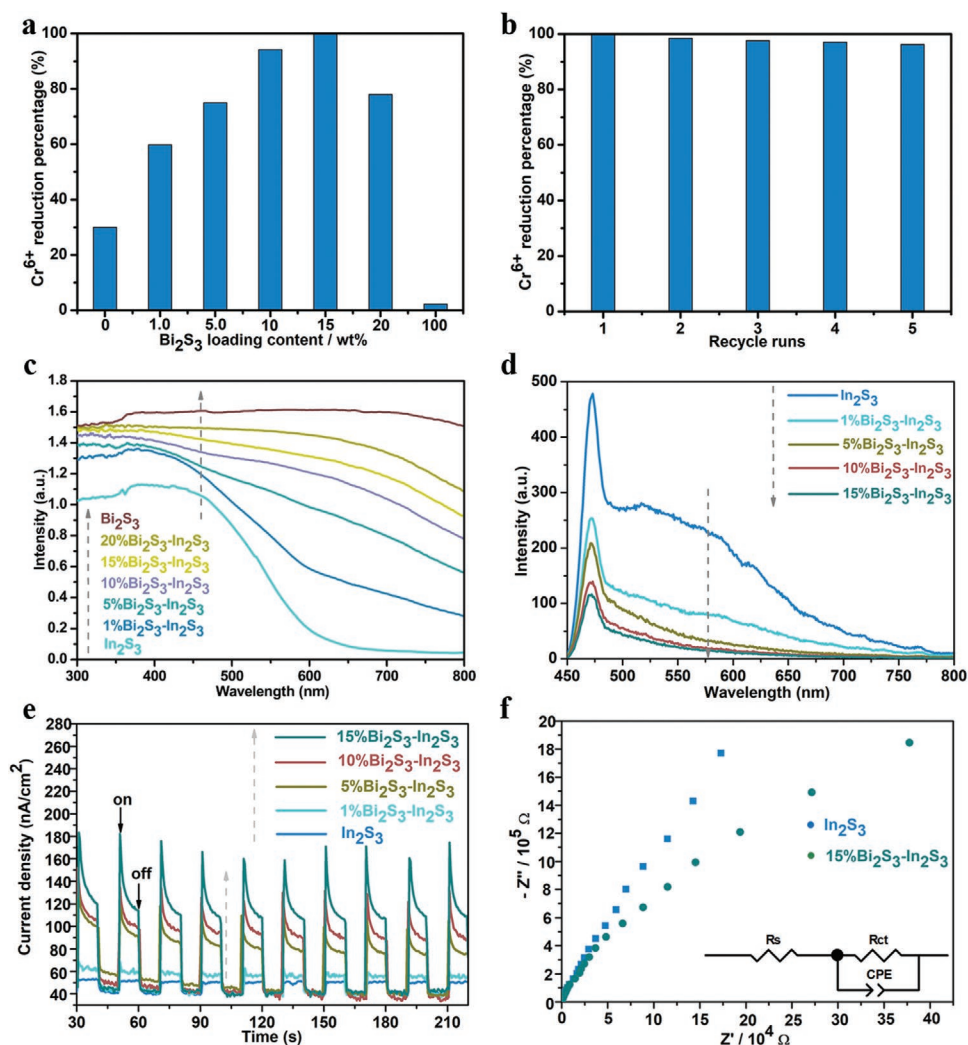 a
100
80
60
40
20
0
Cr6+ reduction percentage (%)
0 1.0 5.0 10 15 20 100
Bi2S3 loading content / wt%
b
100
80
60
40
20
0
Cr6+ reduction percentage (%)
1 2 3 4 5
Recycle runs
c
1.8
1.6
1.4
1.2
1.0
0.8
0.6
0.4
0.2
0.0
Intensity (a.u.)
Bi2S3
20%Bi2S3-In2S3
15%Bi2S3-In2S3
10%Bi2S3-In2S3
5%Bi2S3-In2S3
1%Bi2S3-In2S3
In2S3
300 400 500 600 700 800
Wavelength (nm)
d
500
400
300
200
100
0
Intensity (a.u.)
In2S3
1%Bi2S3-In2S3
5%Bi2S3-In2S3
10%Bi2S3-In2S3
15%Bi2S3-In2S3
450 500 550 600 650 700 750 800
Wavelength (nm)
e
280
260
240
220
200
180
160
140
120
100
80
60
40
Current density (nA/cm2)
15%Bi2S3-In2S3
10%Bi2S3-In2S3
5%Bi2S3-In2S3
1%Bi2S3-In2S3
In2S3
on
off
30 60 90 120 150 180 210
Time (s)
f
20
18
16
14
12
10
8
6
4
2
0
- Z'' / 10^5 Ω
In2S3
15%Bi2S3-In2S3
Rs
Rct
CPE
0 5 10 15 20 25 30 35 40
Z' / 10^4 Ω